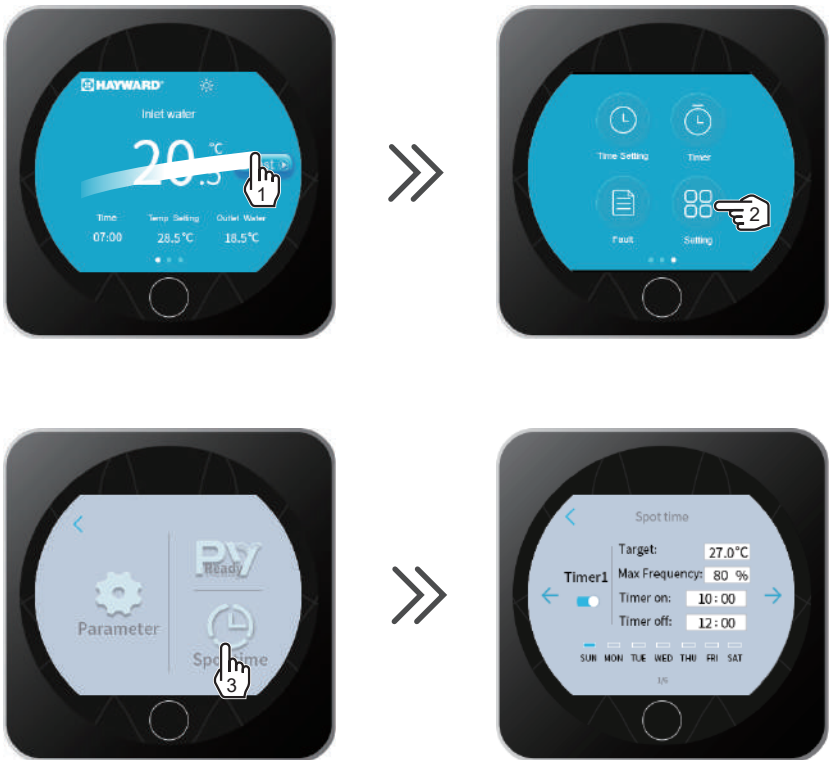 HAYWARD
Inlet water
20.5 °C
1
Time Temp Setting Outlet Water
07:00 28.5°C 18.5°C
Time Setting Timer
Fault Setting
2
PV
Ready
Parameter
Spot time
3
Spot time
Target: 27.0°C
Timer1 Max Frequency: 80 %
Timer on: 10:00
Timer off: 12:00
SUN MON TUE WED THU FRI SAT